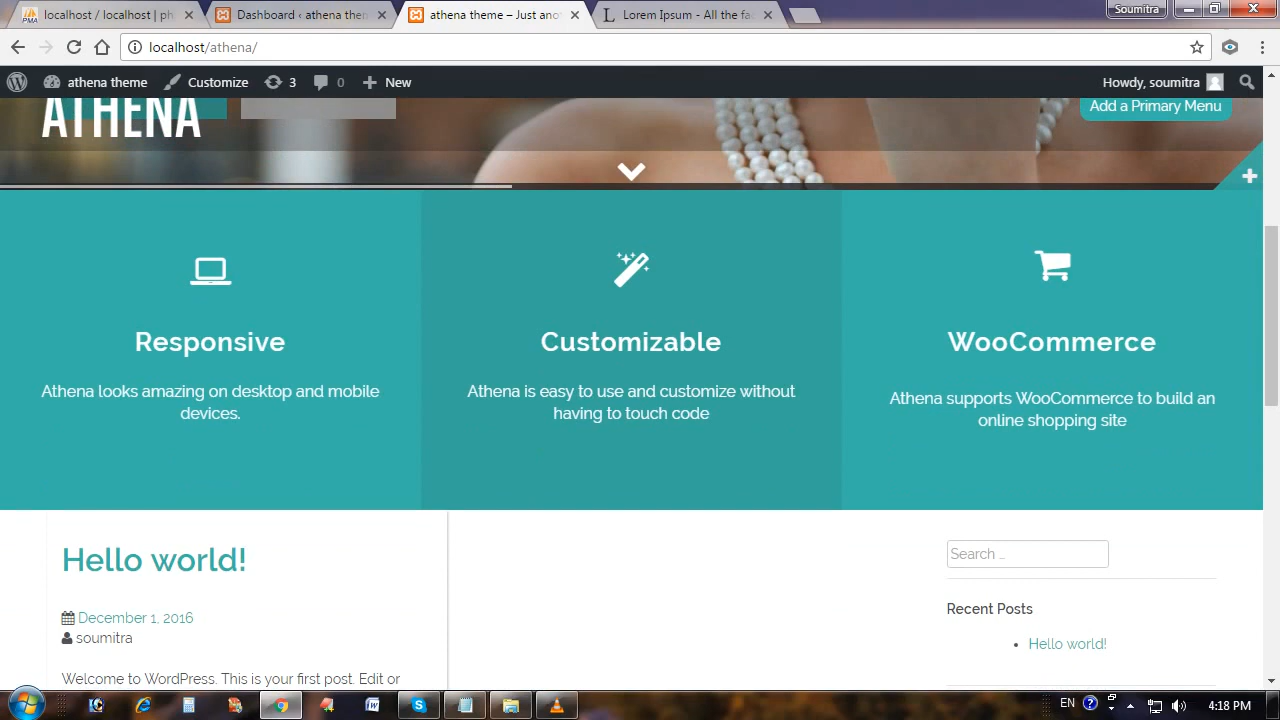 localhost / localhost | ph
Dashboard ‹ athena them
athena theme – Just anot
Lorem Ipsum - All the fac
Soumitra
localhost/athena/
athena theme
Customize
3
0
New
Howdy, soumitra
ATHENA
Add a Primary Menu
Responsive
Customizable
WooCommerce
Athena looks amazing on desktop and mobile
devices.
Athena is easy to use and customize without
having to touch code
Athena supports WooCommerce to build an
online shopping site
Hello world!
December 1, 2016
soumitra
Welcome to WordPress. This is your first post. Edit or
Search …
Recent Posts
Hello world!
EN
4:18 PM